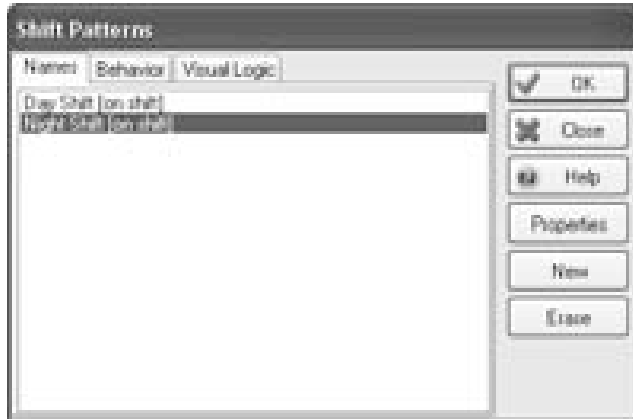 Shift Patterns
Names Behavior Visual Logic
Day Shift [on shift]
Night Shift [on shift]
OK
Close
Help
Properties
New
Erase